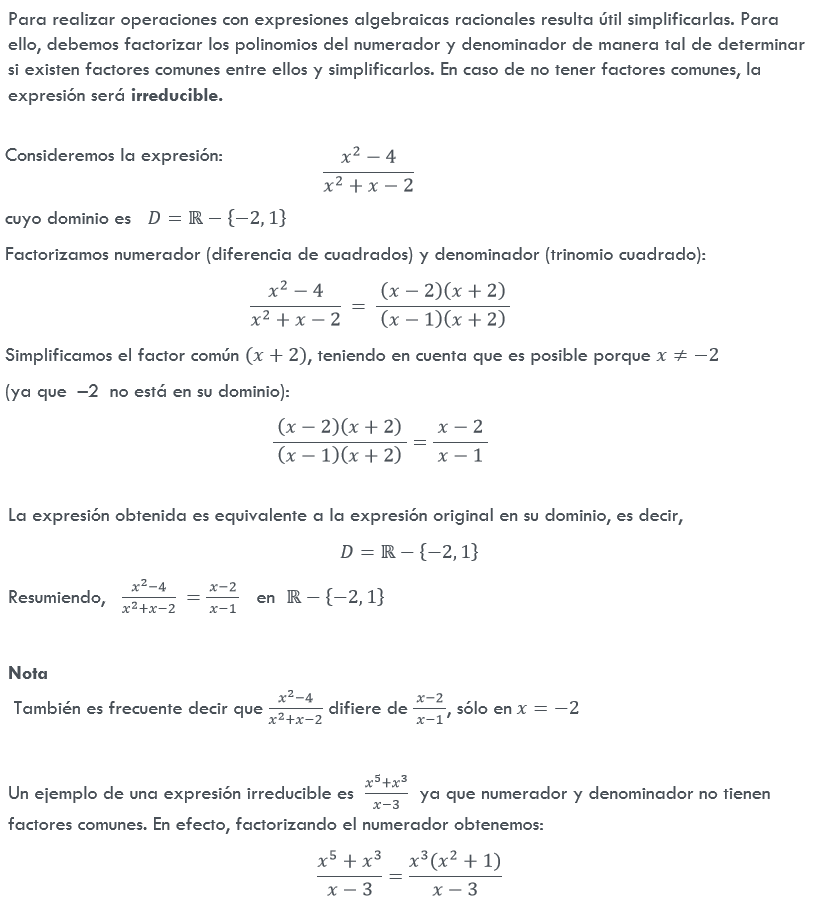 Para realizar operaciones con expresiones algebraicas racionales resulta útil simplificarlas. Para
ello, debemos factorizar los polinomios del numerador y denominador de manera tal de determinar
si existen factores comunes entre ellos y simplificarlos. En caso de no tener factores comunes, la
expresión será irreducible.
Consideremos la expresión: \frac{x^2 - 4}{x^2 + x - 2}
cuyo dominio es D = ℝ − {−2, 1}
Factorizamos numerador (diferencia de cuadrados) y denominador (trinomio cuadrado):
\frac{x^2 - 4}{x^2 + x - 2} = \frac{(x - 2)(x + 2)}{(x - 1)(x + 2)}
Simplificamos el factor común (x + 2), teniendo en cuenta que es posible porque x ≠ −2
(ya que −2 no está en su dominio):
\frac{(x - 2)(x + 2)}{(x - 1)(x + 2)} = \frac{x - 2}{x - 1}
La expresión obtenida es equivalente a la expresión original en su dominio, es decir,
D = ℝ − {−2, 1}
Resumiendo, \frac{x^2-4}{x^2+x-2} = \frac{x-2}{x-1} en ℝ − {−2, 1}
Nota
También es frecuente decir que \frac{x^2-4}{x^2+x-2} difiere de \frac{x-2}{x-1}, sólo en x = −2
Un ejemplo de una expresión irreducible es \frac{x^5+x^3}{x-3} ya que numerador y denominador no tienen
factores comunes. En efecto, factorizando el numerador obtenemos:
\frac{x^5 + x^3}{x - 3} = \frac{x^3(x^2 + 1)}{x - 3}